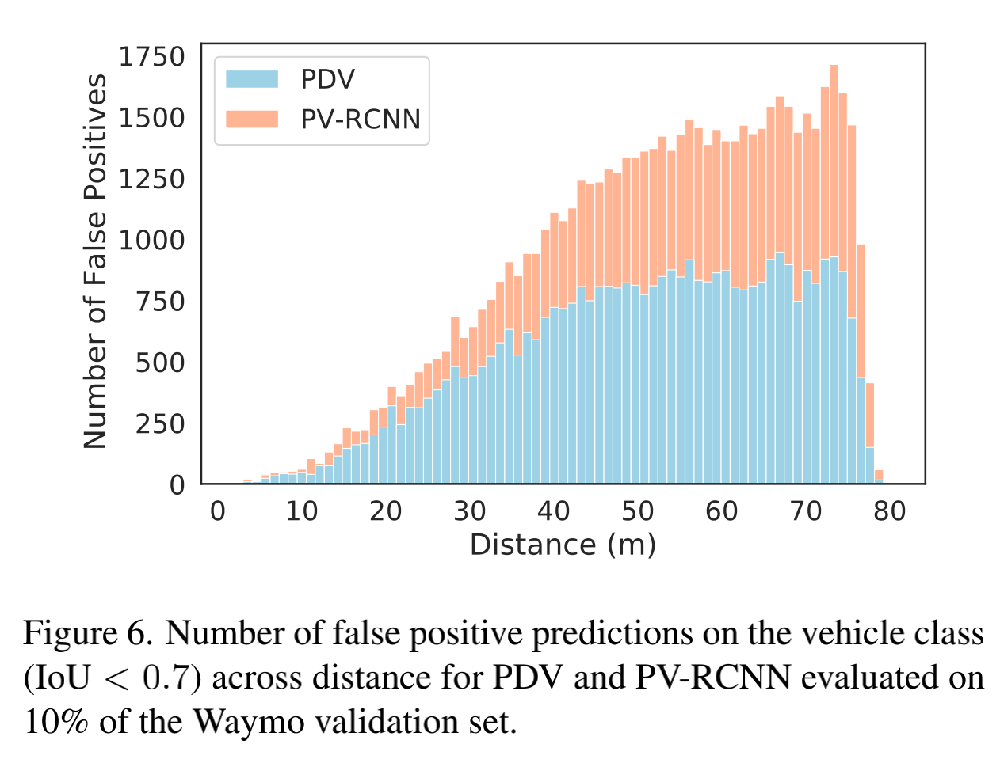 1750
1500
1250
1000
750
500
250
0
Number of False Positives
PDV
PV-RCNN
0 10 20 30 40 50 60 70 80
Distance (m)
Figure 6. Number of false positive predictions on the vehicle class
(IoU < 0.7) across distance for PDV and PV-RCNN evaluated on
10% of the Waymo validation set.